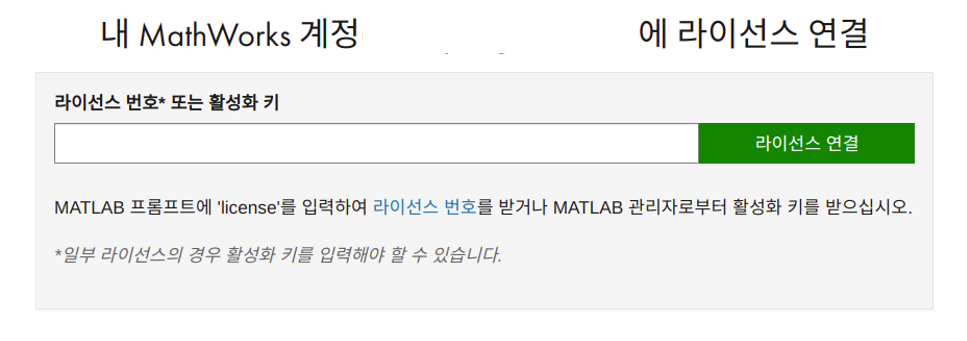 내 MathWorks 계정 에 라이선스 연결
라이선스 번호* 또는 활성화 키
라이선스 연결
MATLAB 프롬프트에 'license'를 입력하여 라이선스 번호를 받거나 MATLAB 관리자로부터 활성화 키를 받으십시오.
*일부 라이선스의 경우 활성화 키를 입력해야 할 수 있습니다.